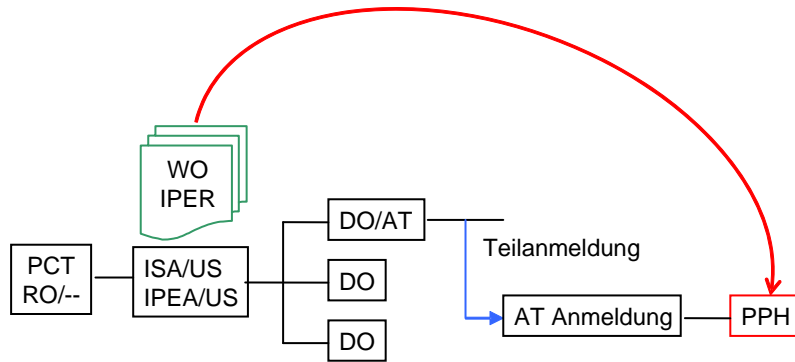 WO
IPER
PCT
RO/--
ISA/US
IPEA/US
DO/AT
DO
DO
Teilanmeldung
AT Anmeldung
PPH